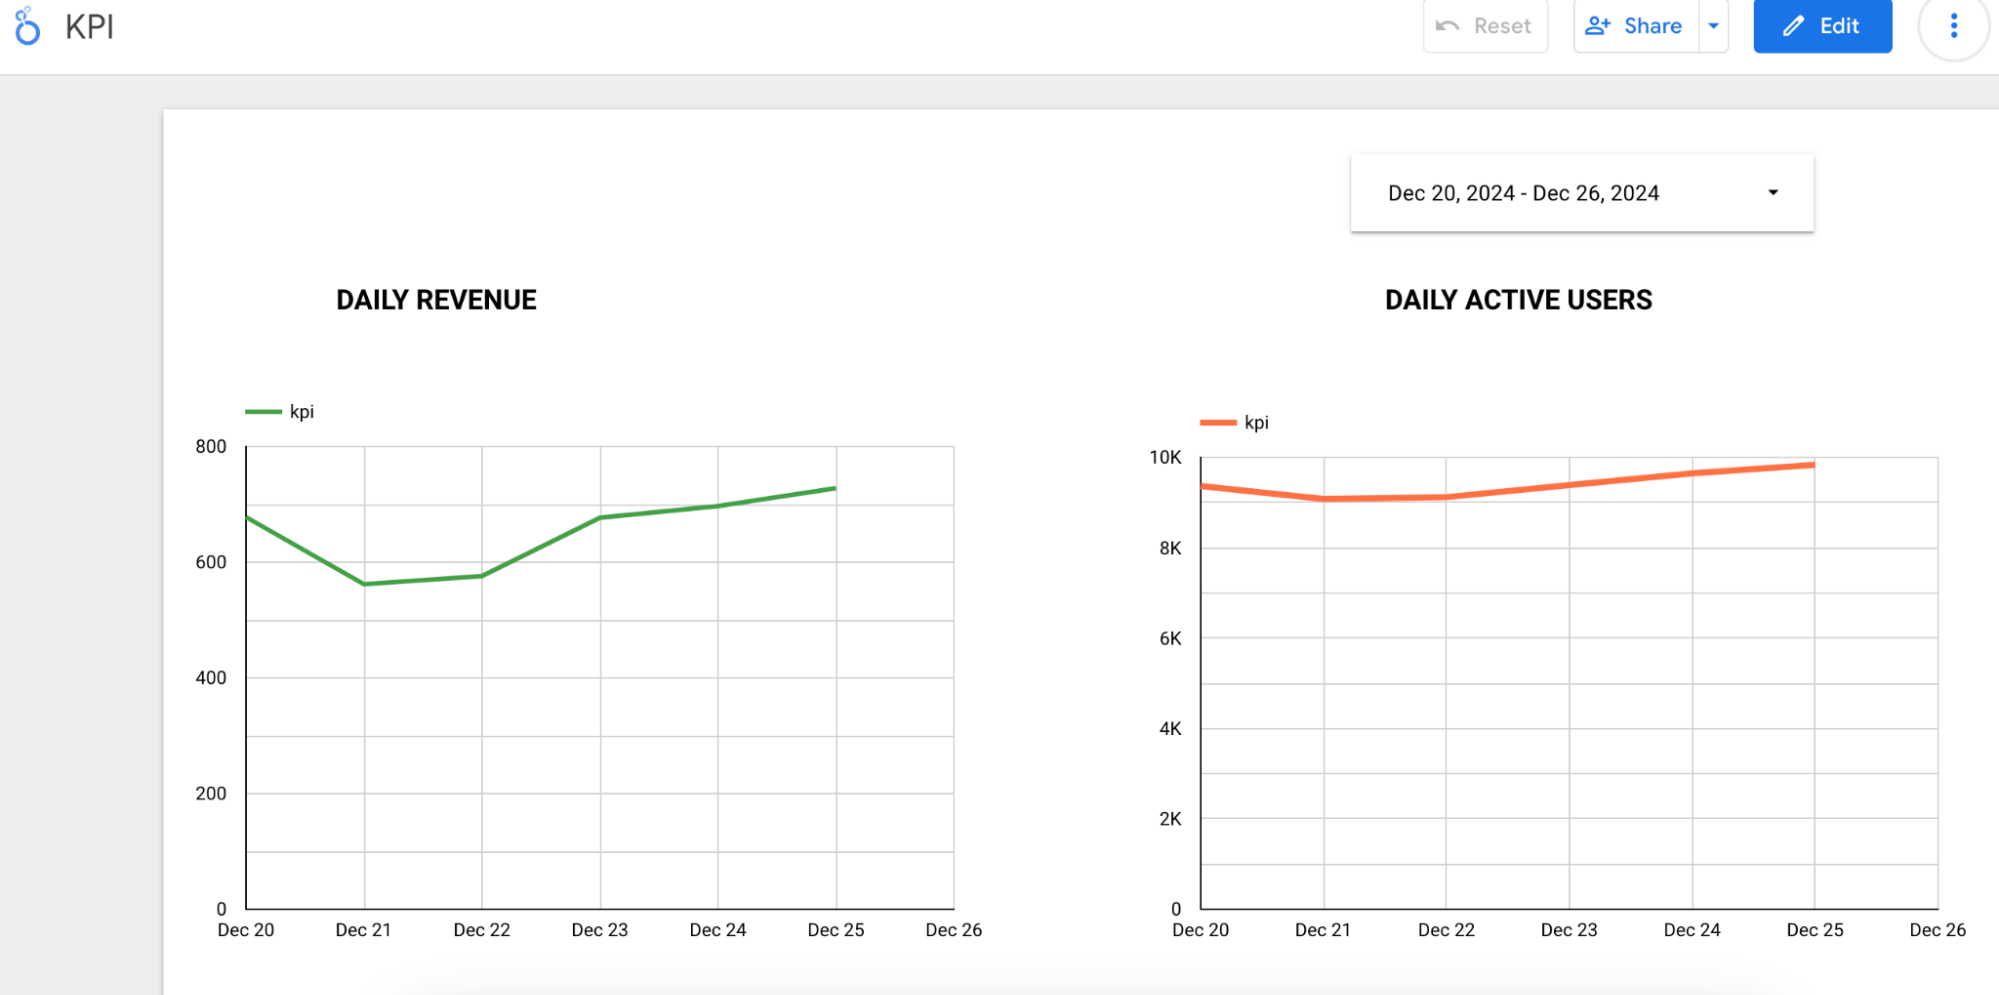 KPI
Reset
Share
Edit
Dec 20, 2024 - Dec 26, 2024
DAILY REVENUE
kpi
800
600
400
200
0
Dec 20 Dec 21 Dec 22 Dec 23 Dec 24 Dec 25 Dec 26
DAILY ACTIVE USERS
kpi
10K
8K
6K
4K
2K
0
Dec 20 Dec 21 Dec 22 Dec 23 Dec 24 Dec 25 Dec 26